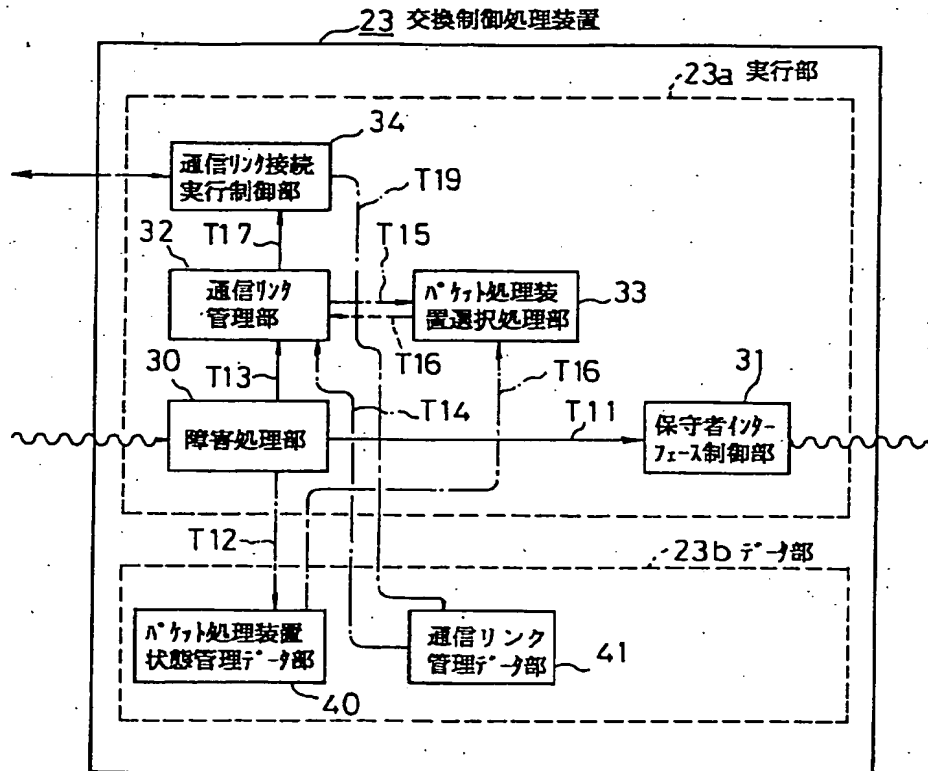 23 交換制御処理装置
23a 実行部
34
通信リンク接続
実行制御部
T19
32
T17
T15
通信リンタ
管理部
パケット処理装
置選択処理部
33
T16
T16
30
T13
T14
31
障害処理部
T11
保守者インター
フェース制御部
T12
23b データ部
パケット処理装置
状態管理データ部
通信リンク
管理データ部
41
40